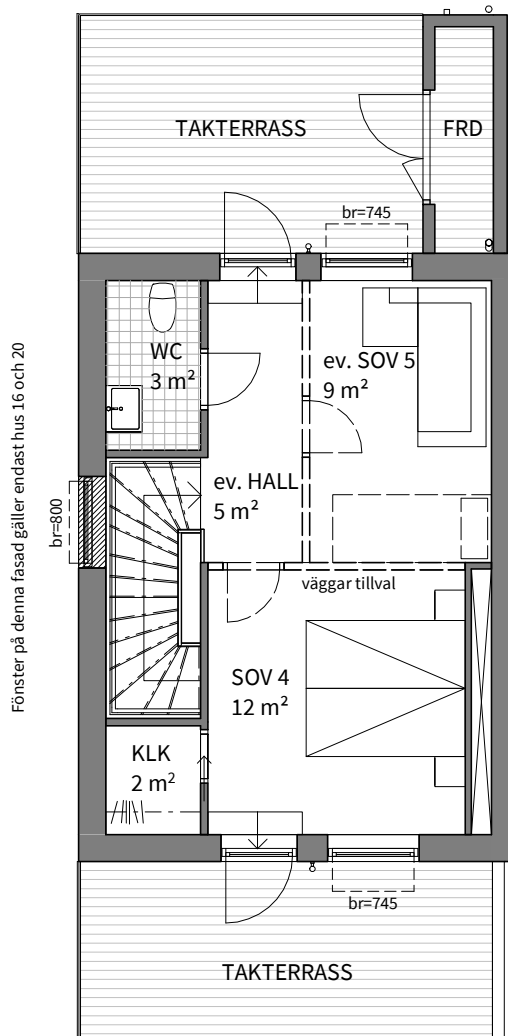 TAKTERRASS
FRD
br=745
WC
3 m²
ev. SOV 5
9 m²
Fönster på denna fasad gäller endast hus 16 och 20
br=800
ev. HALL
5 m²
väggar tillval
SOV 4
12 m²
KLK
2 m²
br=745
TAKTERRASS